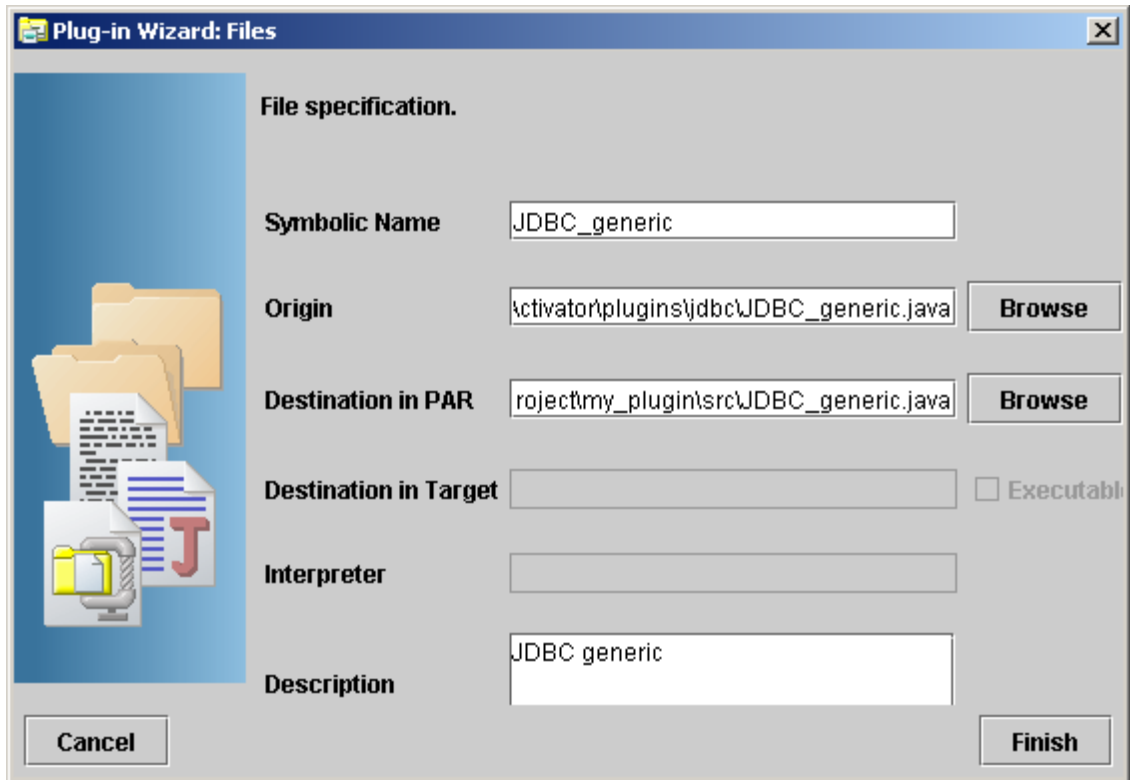 Plug-in Wizard: Files
File specification.
Symbolic Name JDBC_generic
Origin \ctivator\plugins\jdbc\JDBC_generic.java Browse
Destination in PAR roject\my_plugin\src\JDBC_generic.java Browse
Destination in Target Executabl
Interpreter
JDBC generic
Description
Cancel Finish